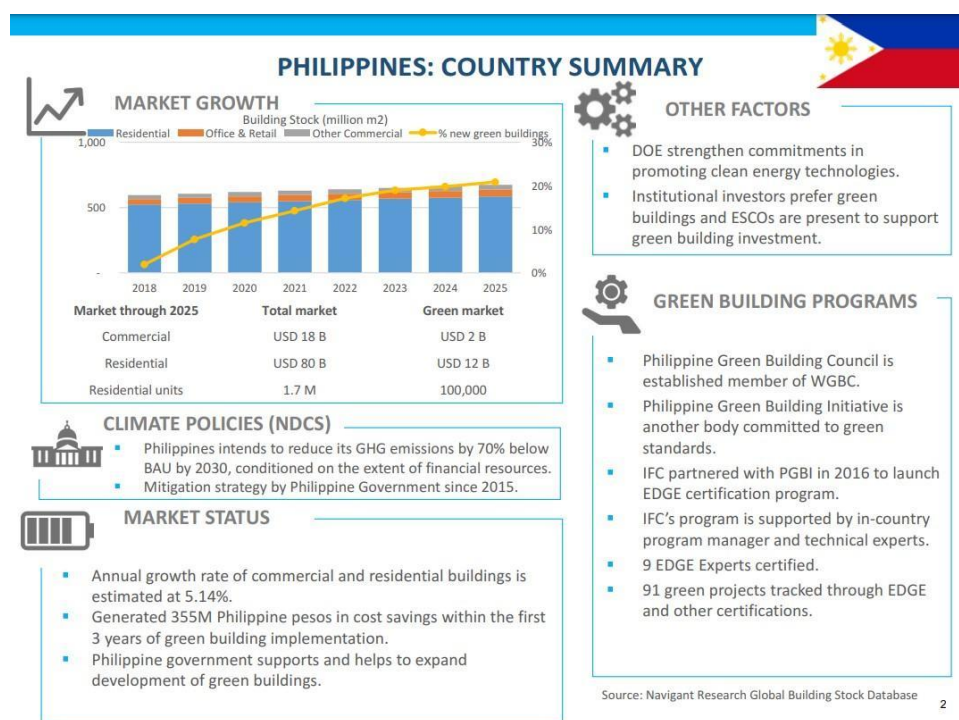 PHILIPPINES: COUNTRY SUMMARY
MARKET GROWTH
Building Stock (million m2)
Residential Office & Retail Other Commercial % new green buildings
1,000
500
-
30%
20%
10%
0%
2018 2019 2020 2021 2022 2023 2024 2025
Market through 2025 Total market Green market
Commercial USD 18 B USD 2 B
Residential USD 80 B USD 12 B
Residential units 1.7 M 100,000
CLIMATE POLICIES (NDCS)
▪ Philippines intends to reduce its GHG emissions by 70% below
BAU by 2030, conditioned on the extent of financial resources.
▪ Mitigation strategy by Philippine Government since 2015.
MARKET STATUS
▪ Annual growth rate of commercial and residential buildings is
estimated at 5.14%.
▪ Generated 355M Philippine pesos in cost savings within the first
3 years of green building implementation.
▪ Philippine government supports and helps to expand
development of green buildings.
OTHER FACTORS
▪ DOE strengthen commitments in
promoting clean energy technologies.
▪ Institutional investors prefer green
buildings and ESCOs are present to support
green building investment.
GREEN BUILDING PROGRAMS
▪ Philippine Green Building Council is
established member of WGBC.
▪ Philippine Green Building Initiative is
another body committed to green
standards.
▪ IFC partnered with PGBI in 2016 to launch
EDGE certification program.
▪ IFC's program is supported by in-country
program manager and technical experts.
▪ 9 EDGE Experts certified.
▪ 91 green projects tracked through EDGE
and other certifications.
Source: Navigant Research Global Building Stock Database
2